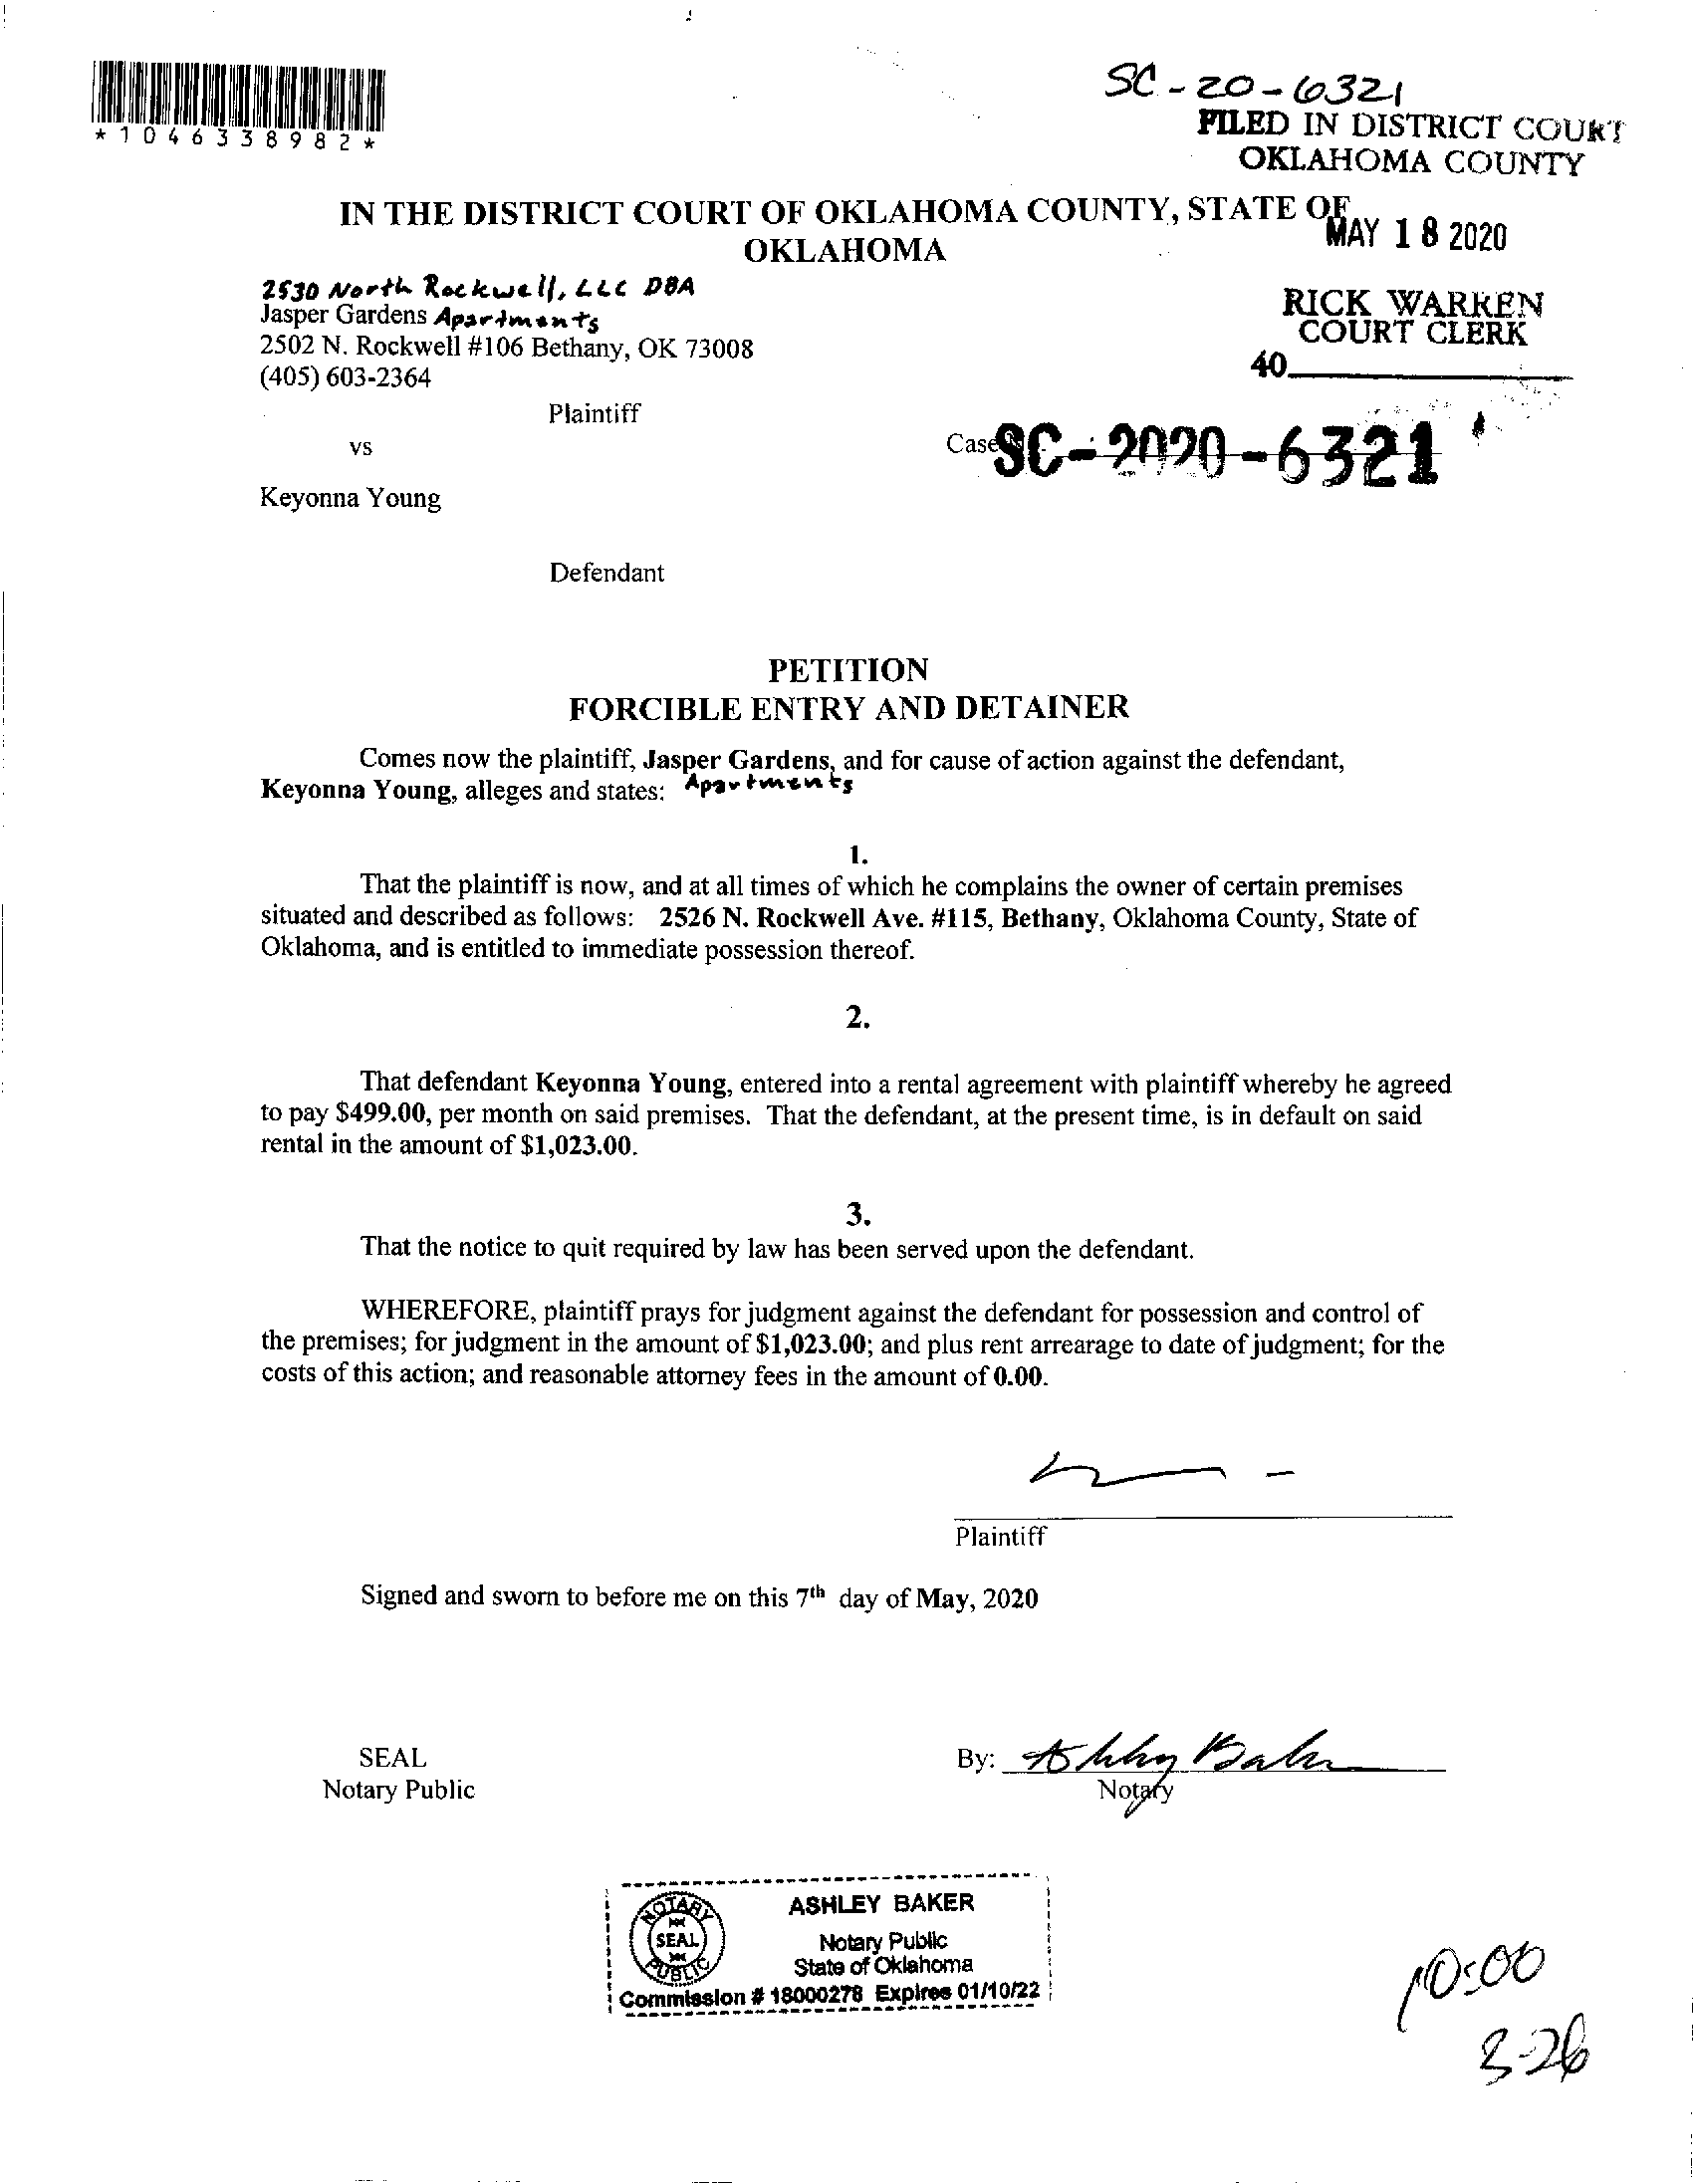 SC-20-6321
FILED IN DISTRICT COURT
OKLAHOMA COUNTY
*1046338982*
IN THE DISTRICT COURT OF OKLAHOMA COUNTY, STATE OF
OKLAHOMA
MAY 18 2020
2530 North Rockwell, LLC DBA
Jasper Gardens Apartments
2502 N. Rockwell #106 Bethany, OK 73008
(405) 603-2364
RICK WARREN
COURT CLERK
40
Plaintiff
vs
Case SC-2020-6321
Keyonna Young
Defendant
PETITION
FORCIBLE ENTRY AND DETAINER
Comes now the plaintiff, Jasper Gardens, and for cause of action against the defendant,
Keyonna Young, alleges and states: Apartments
1.
That the plaintiff is now, and at all times of which he complains the owner of certain premises
situated and described as follows: 2526 N. Rockwell Ave. #115, Bethany, Oklahoma County, State of
Oklahoma, and is entitled to immediate possession thereof.
2.
That defendant Keyonna Young, entered into a rental agreement with plaintiff whereby he agreed
to pay $499.00, per month on said premises. That the defendant, at the present time, is in default on said
rental in the amount of $1,023.00.
3.
That the notice to quit required by law has been served upon the defendant.
WHEREFORE, plaintiff prays for judgment against the defendant for possession and control of
the premises; for judgment in the amount of $1,023.00; and plus rent arrearage to date of judgment; for the
costs of this action; and reasonable attorney fees in the amount of 0.00.
Plaintiff
Signed and sworn to before me on this 7th day of May, 2020
SEAL
Notary Public
By: Ashley Baker
Notary
NOTARY
SEAL
PUBLIC
ASHLEY BAKER
Notary Public
State of Oklahoma
Commission # 18000278 Expires 01/10/22
10:00